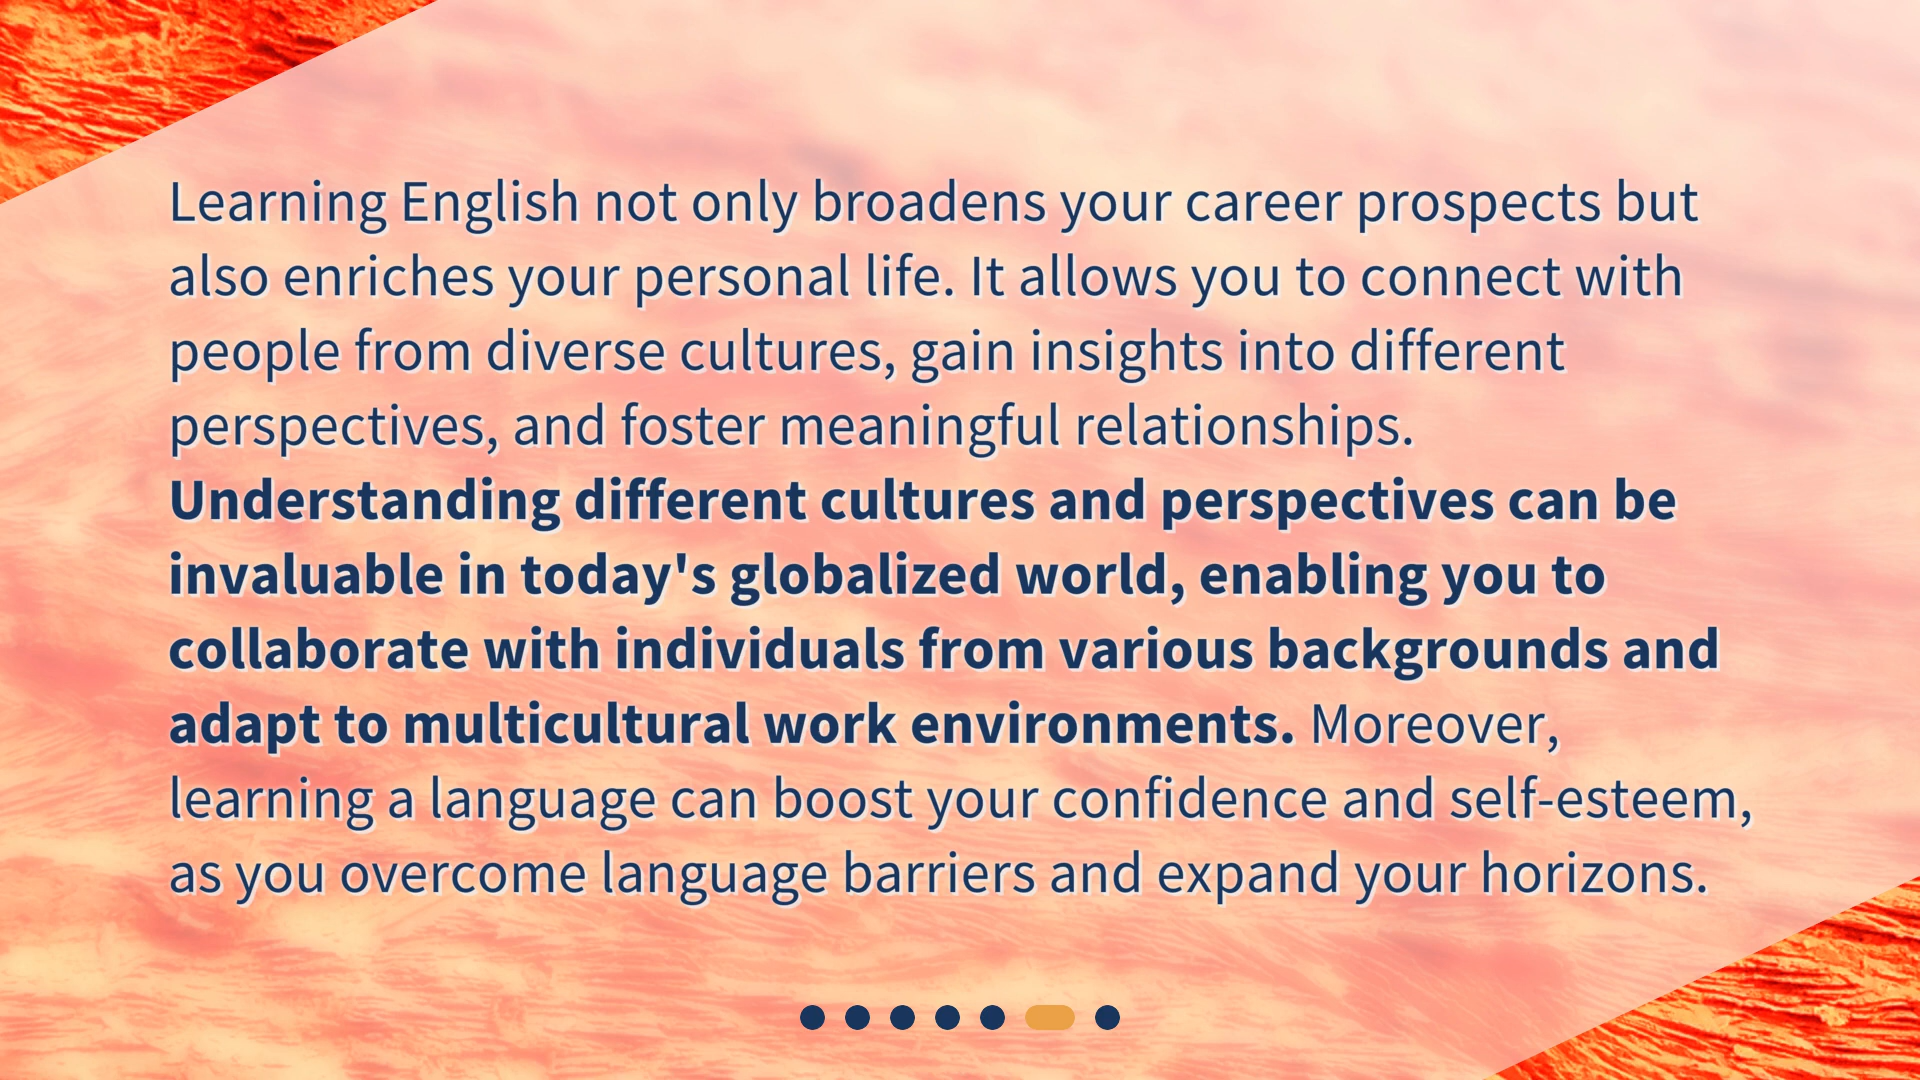 Learning English not only broadens your career prospects but
also enriches your personal life. It allows you to connect with
people from diverse cultures, gain insights into different
perspectives, and foster meaningful relationships.
Understanding different cultures and perspectives can be
invaluable in today's globalized world, enabling you to
collaborate with individuals from various backgrounds and
adapt to multicultural work environments. Moreover,
learning a language can boost your confidence and self-esteem,
as you overcome language barriers and expand your horizons.